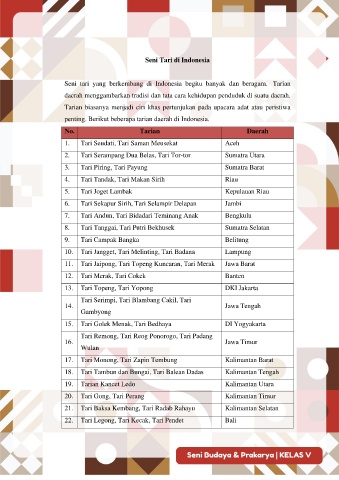 Seni Tari di Indonesia
Seni tari yang berkembang di Indonesia begitu banyak dan beragam. Tarian
daerah menggambarkan tradisi dan tata cara kehidupan penduduk di suatu daerah.
Tarian biasanya menjadi ciri khas pertunjukan pada upacara adat atau peristiwa
penting. Berikut beberapa tarian daerah di Indonesia.
No. Tarian Daerah
1. Tari Seudati, Tari Saman Meusekat Aceh
2. Tari Serampang Dua Belas, Tari Tor-tor Sumatra Utara
3. Tari Piring, Tari Payung Sumatra Barat
4. Tari Tandak, Tari Makan Sirih Riau
5. Tari Joget Lambak Kepulauan Riau
6. Tari Sekapur Sirih, Tari Selampir Delapan Jambi
7. Tari Andun, Tari Bidadari Teminang Anak Bengkulu
8. Tari Tanggai, Tari Putri Bekhusek Sumatra Selatan
9. Tari Campak Bangka Belitung
10. Tari Jangget, Tari Melinting, Tari Badana Lampung
11. Tari Jaipong, Tari Topeng Kuncaran, Tari Merak Jawa Barat
12. Tari Merak, Tari Cokek Banten
13. Tari Topeng, Tari Yopong DKI Jakarta
14. Tari Serimpi, Tari Blambang Cakil, Tari
Gambyong Jawa Tengah
15. Tari Golek Menak, Tari Bedhaya DI Yogyakarta
16. Tari Remong, Tari Reog Ponorogo, Tari Padang
Wulan Jawa Timur
17. Tari Monong, Tari Zapin Tembung Kalimantan Barat
18. Tari Tambun dan Bungai, Tari Balean Dadas Kalimantan Tengah
19. Tarian Kancet Ledo Kalimantan Utara
20. Tari Gong, Tari Perang Kalimantan Timur
21. Tari Baksa Kembang, Tari Radab Rahayu Kalimantan Selatan
22. Tari Legong, Tari Kecak, Tari Pendet Bali
Seni Budaya & Prakarya | KELAS V